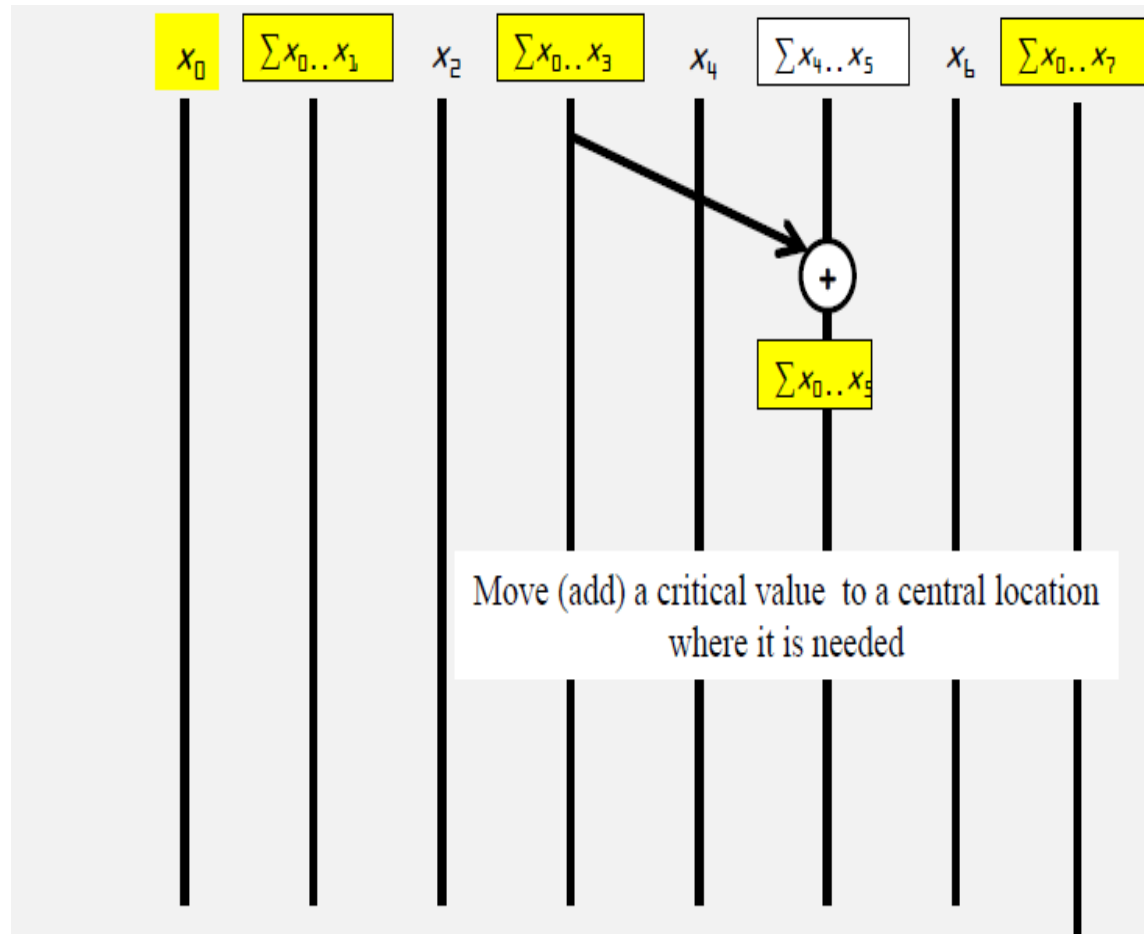 x₀ ∑x₀..x₁ x₂ ∑x₀..x₃ x₄ ∑x₄..x₅ x₆ ∑x₀..x₇
+
∑x₀..x₅
Move (add) a critical value to a central location
where it is needed